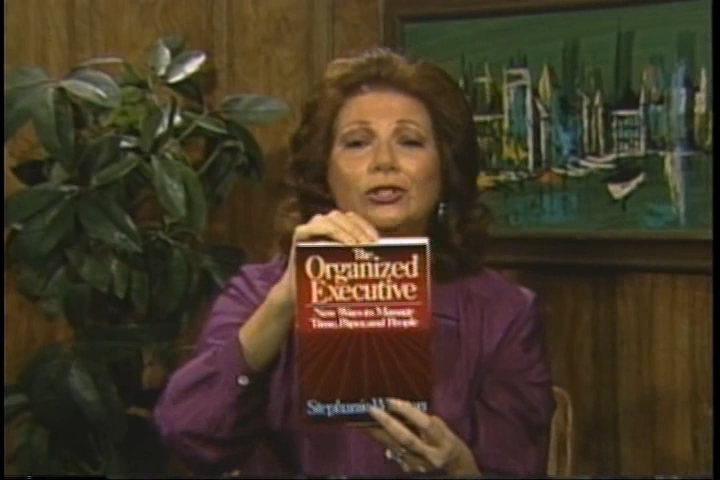 The
Organized
Executive
New Ways to Manage
Time, Paper, and People
Stephanie